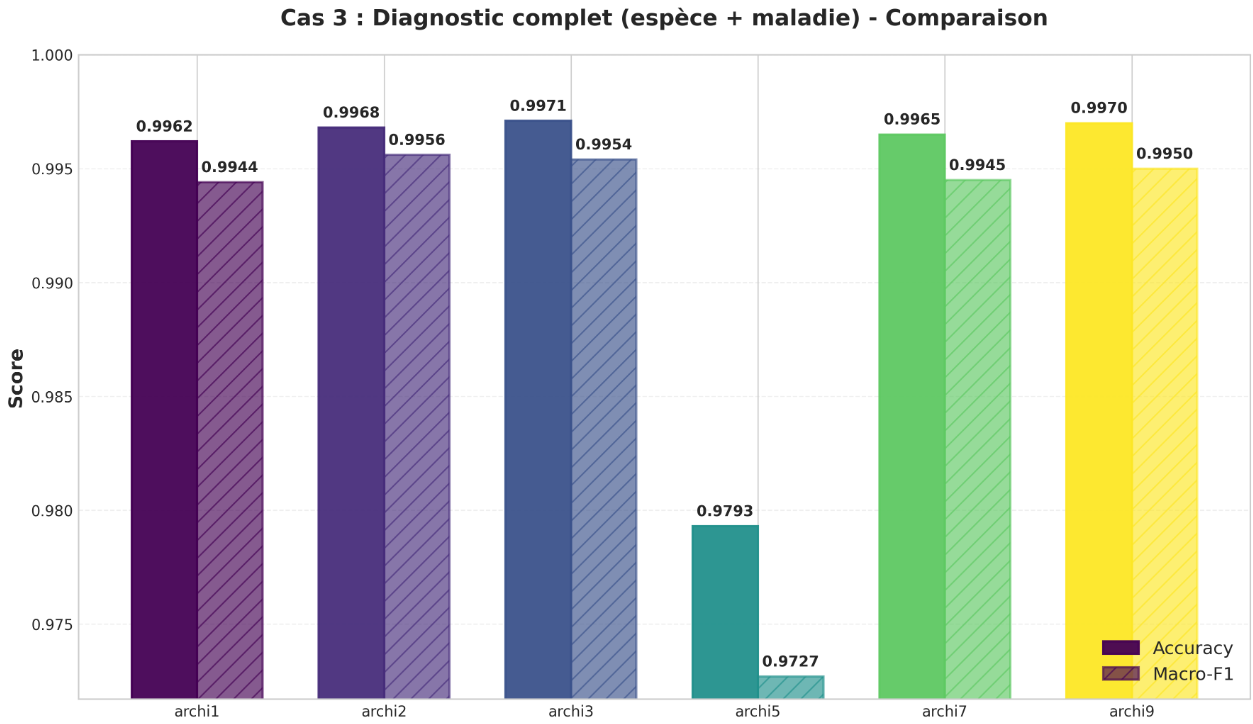 Cas 3 : Diagnostic complet (espèce + maladie) - Comparaison
Score
1.000
0.995
0.990
0.985
0.980
0.975
0.9962
0.9944
0.9968
0.9956
0.9971
0.9954
0.9793
0.9727
0.9965
0.9945
0.9970
0.9950
archi1
archi2
archi3
archi5
archi7
archi9
Accuracy
Macro-F1